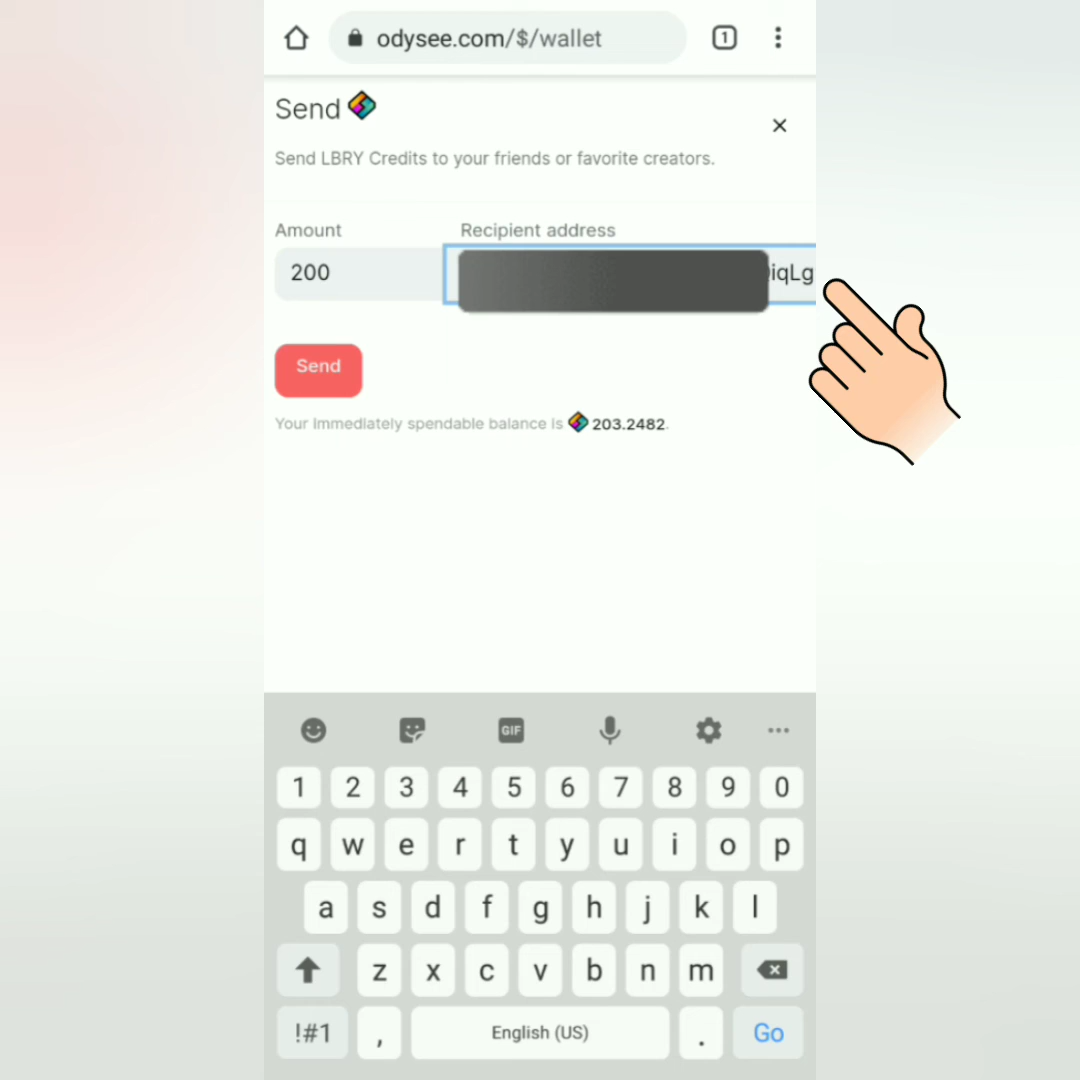 1
odysee.com/$/wallet
Send
Send LBRY Credits to your friends or favorite creators.
Amount
Recipient address
200
iqLg
Send
Your Immediately spendable balance is 203.2482.
GIF
1 2 3 4 5 6 7 8 9 0
q w e r t y u i o p
a s d f g h j k l
z x c v b n m
!#1 , English (US) . Go